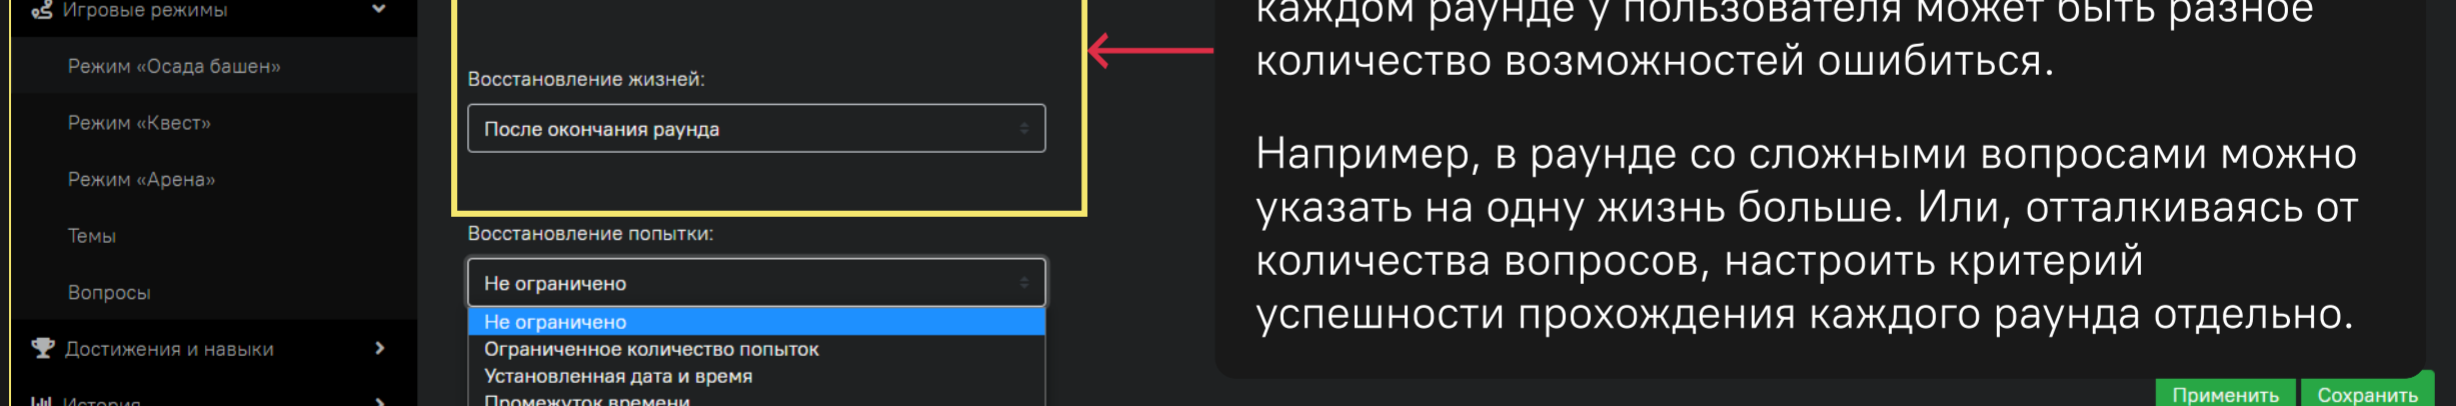 Игровые режимы
Режим «Осада башен»
Режим «Квест»
Режим «Арена»
Темы
Вопросы
Достижения и навыки
История
Восстановление жизней:
После окончания раунда
Восстановление попытки:
Не ограничено
Не ограничено
Ограниченное количество попыток
Установленная дата и время
Промежуток времени
каждом раунде у пользователя может быть разное
количество возможностей ошибиться.
Например, в раунде со сложными вопросами можно
указать на одну жизнь больше. Или, отталкиваясь от
количества вопросов, настроить критерий
успешности прохождения каждого раунда отдельно.
Применить
Сохранить